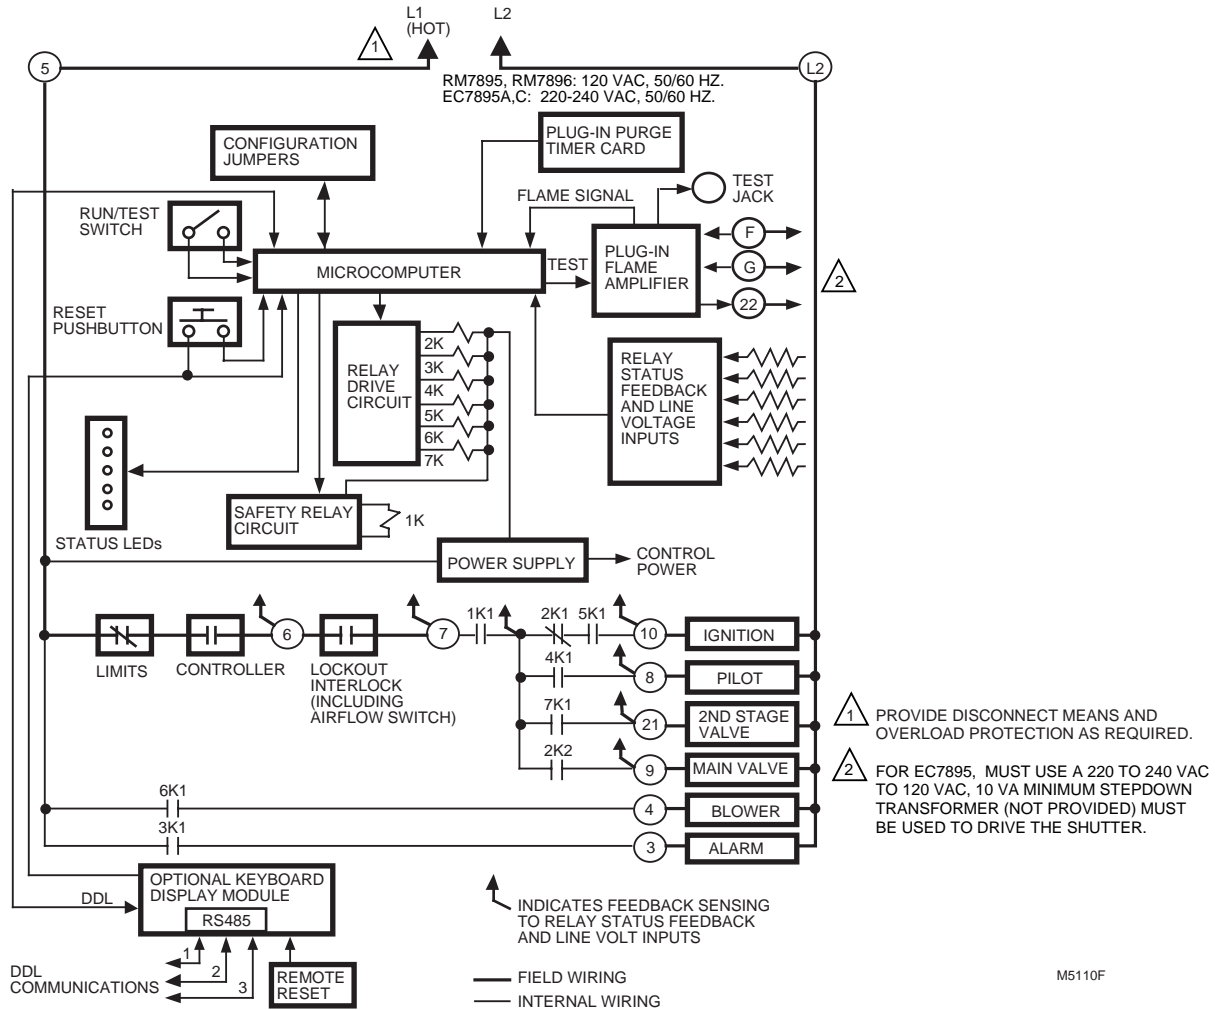 L1
(HOT)
L2
1
5
L2
RM7895, RM7896: 120 VAC, 50/60 HZ.
EC7895A,C: 220-240 VAC, 50/60 HZ.
CONFIGURATION
JUMPERS
PLUG-IN PURGE
TIMER CARD
TEST
JACK
FLAME SIGNAL
RUN/TEST
SWITCH
MICROCOMPUTER
TEST
PLUG-IN
FLAME
AMPLIFIER
F
G
22
2
RESET
PUSHBUTTON
RELAY
DRIVE
CIRCUIT
2K
3K
4K
5K
6K
7K
RELAY
STATUS
FEEDBACK
AND LINE
VOLTAGE
INPUTS
STATUS LEDs
SAFETY RELAY
CIRCUIT
1K
POWER SUPPLY
CONTROL
POWER
LIMITS
CONTROLLER
6
LOCKOUT
INTERLOCK
(INCLUDING
AIRFLOW SWITCH)
7
1K1
2K1
5K1
10
IGNITION
4K1
8
PILOT
7K1
21
2ND STAGE
VALVE
2K2
9
MAIN VALVE
6K1
4
BLOWER
3K1
3
ALARM
1
PROVIDE DISCONNECT MEANS AND
OVERLOAD PROTECTION AS REQUIRED.
2
FOR EC7895, MUST USE A 220 TO 240 VAC
TO 120 VAC, 10 VA MINIMUM STEPDOWN
TRANSFORMER (NOT PROVIDED) MUST
BE USED TO DRIVE THE SHUTTER.
OPTIONAL KEYBOARD
DISPLAY MODULE
RS485
DDL
1
2
3
DDL
COMMUNICATIONS
REMOTE
RESET
INDICATES FEEDBACK SENSING
TO RELAY STATUS FEEDBACK
AND LINE VOLT INPUTS
FIELD WIRING
INTERNAL WIRING
M5110F